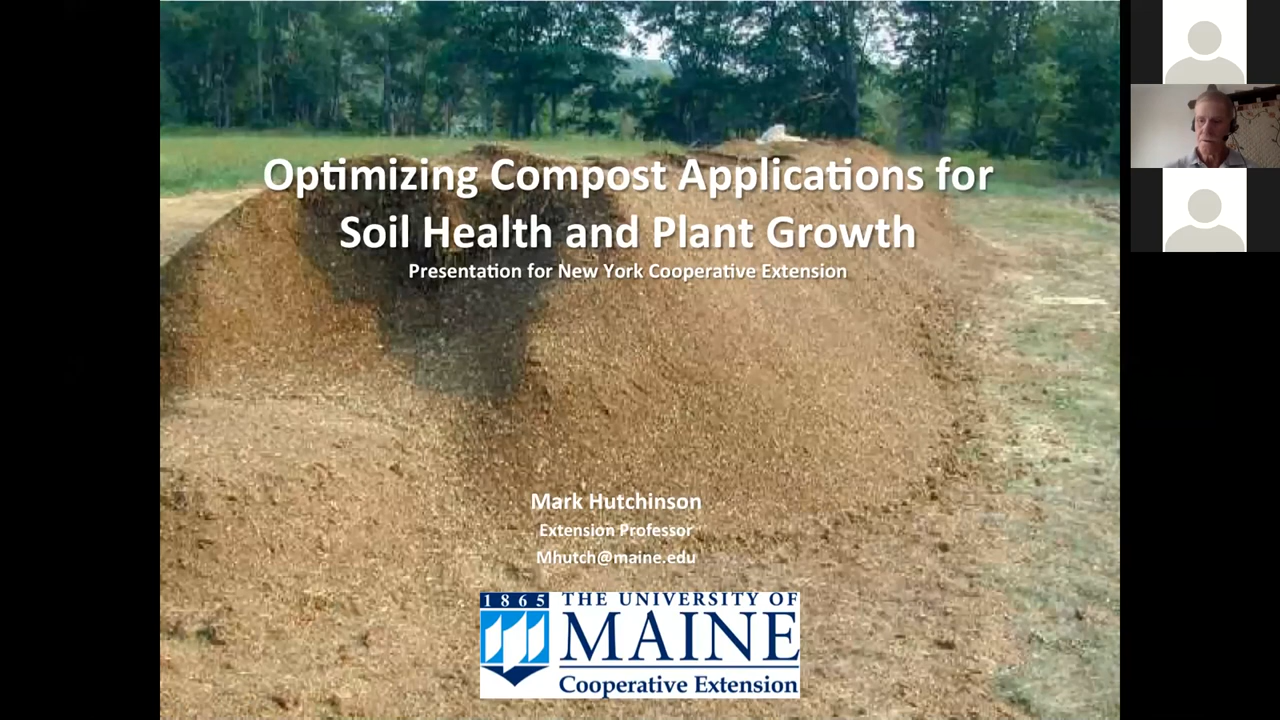 Optimizing Compost Applications for
Soil Health and Plant Growth
Presentation for New York Cooperative Extension
Mark Hutchinson
Extension Professor
Mhutch@maine.edu
1865 THE UNIVERSITY OF
MAINE
Cooperative Extension